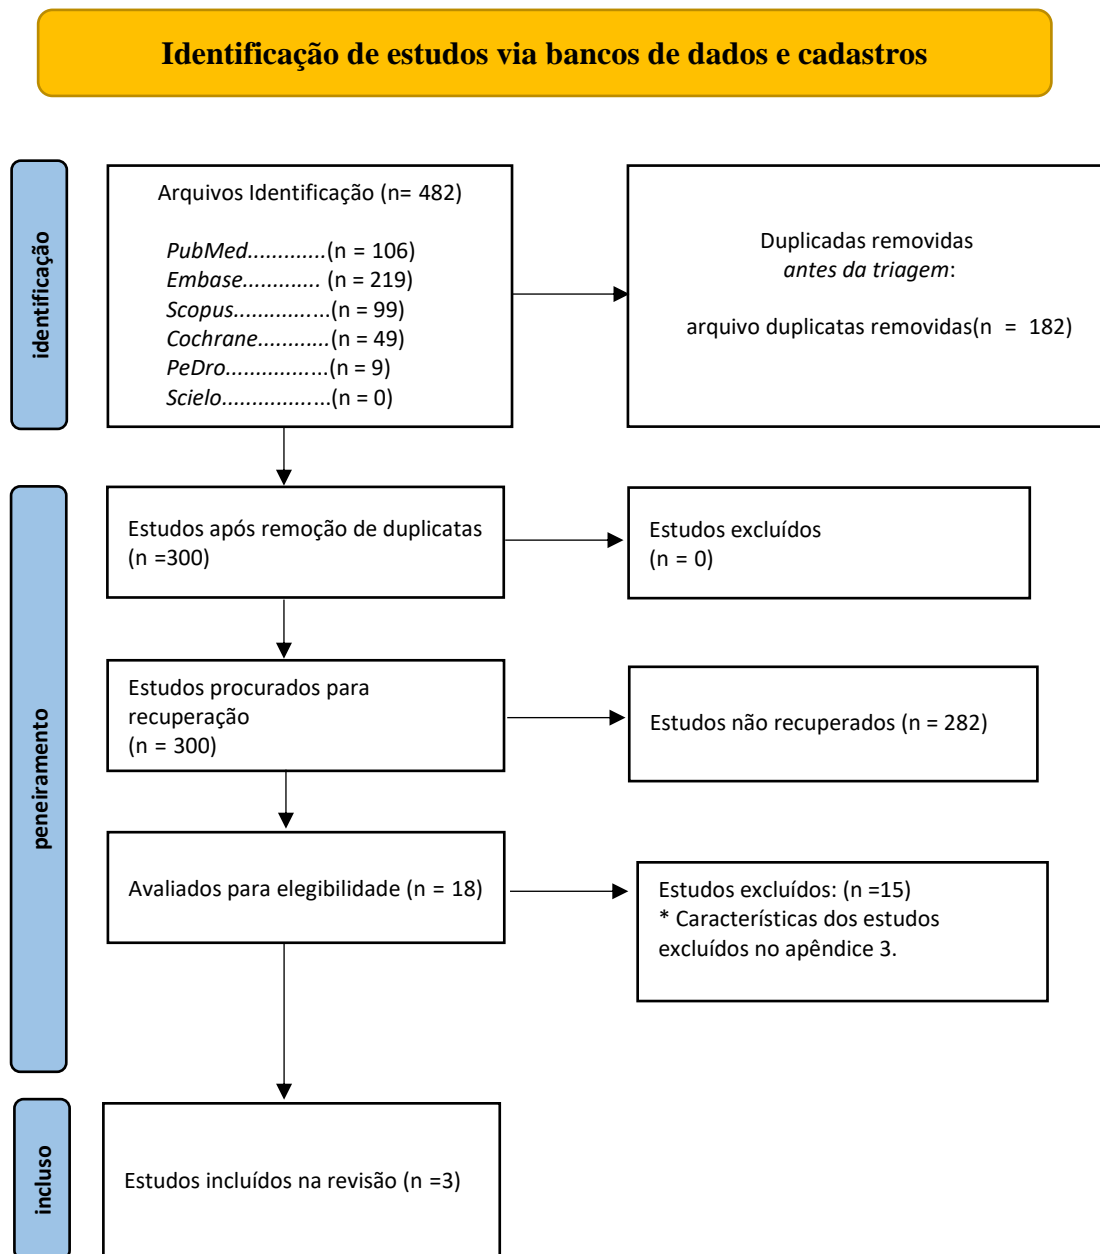 Identificação de estudos via bancos de dados e cadastros
identificação
Arquivos Identificação (n= 482)
PubMed.............(n = 106)
Embase............. (n = 219)
Scopus................(n = 99)
Cochrane............(n = 49)
PeDro.................(n = 9)
Scielo..................(n = 0)
Duplicadas removidas
antes da triagem:
arquivo duplicatas removidas(n = 182)
peneiramento
Estudos após remoção de duplicatas
(n =300)
Estudos excluídos
(n = 0)
Estudos procurados para
recuperação
(n = 300)
Estudos não recuperados (n = 282)
Avaliados para elegibilidade (n = 18)
Estudos excluídos: (n =15)
* Características dos estudos
excluídos no apêndice 3.
incluso
Estudos incluídos na revisão (n =3)